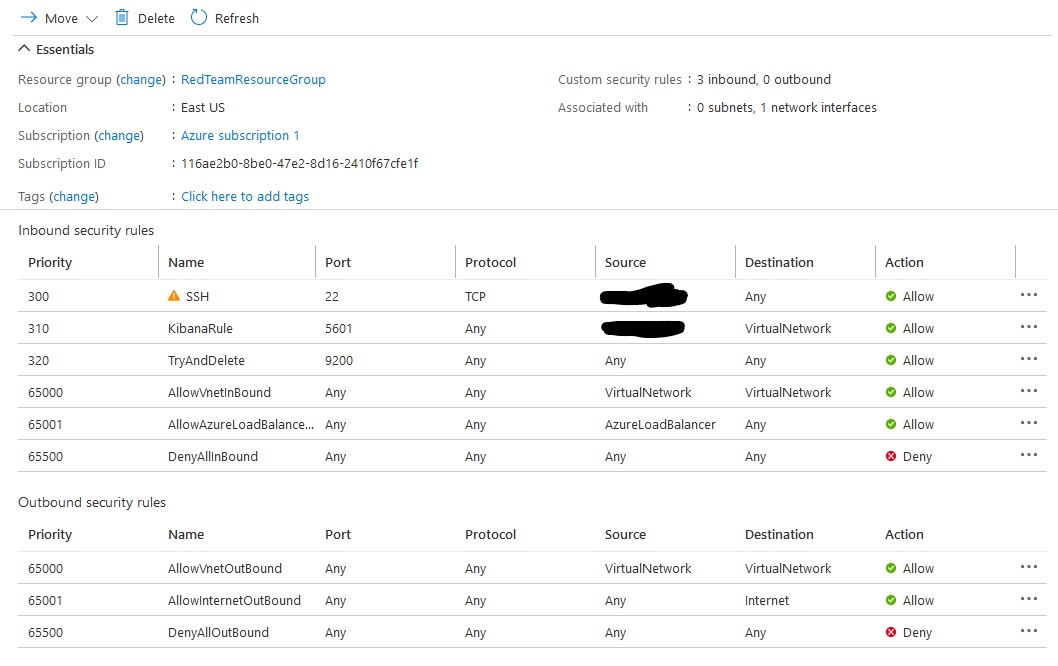 Move Delete Refresh
Essentials
Resource group (change) : RedTeamResourceGroup Custom security rules : 3 inbound, 0 outbound
Location : East US Associated with : 0 subnets, 1 network interfaces
Subscription (change) : Azure subscription 1
Subscription ID : 116ae2b0-8be0-47e2-8d16-2410f67cfe1f
Tags (change) : Click here to add tags
Inbound security rules
Priority Name Port Protocol Source Destination Action
300 SSH 22 TCP Any Allow ...
310 KibanaRule 5601 Any VirtualNetwork Allow ...
320 TryAndDelete 9200 Any Any Any Allow ...
65000 AllowVnetInBound Any Any VirtualNetwork VirtualNetwork Allow ...
65001 AllowAzureLoadBalance... Any Any AzureLoadBalancer Any Allow ...
65500 DenyAllInBound Any Any Any Any Deny ...
Outbound security rules
Priority Name Port Protocol Source Destination Action
65000 AllowVnetOutBound Any Any VirtualNetwork VirtualNetwork Allow ...
65001 AllowInternetOutBound Any Any Any Internet Allow ...
65500 DenyAllOutBound Any Any Any Any Deny ...